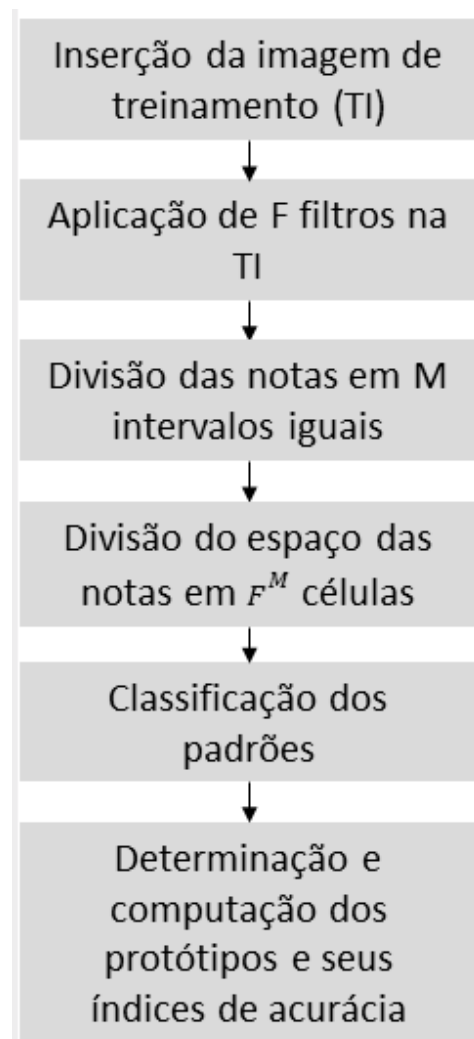 Inserção da imagem de
treinamento (TI)
Aplicação de F filtros na
TI
Divisão das notas em M
intervalos iguais
Divisão do espaço das
notas em F^M células
Classificação dos
padrões
Determinação e
computação dos
protótipos e seus
índices de acurácia